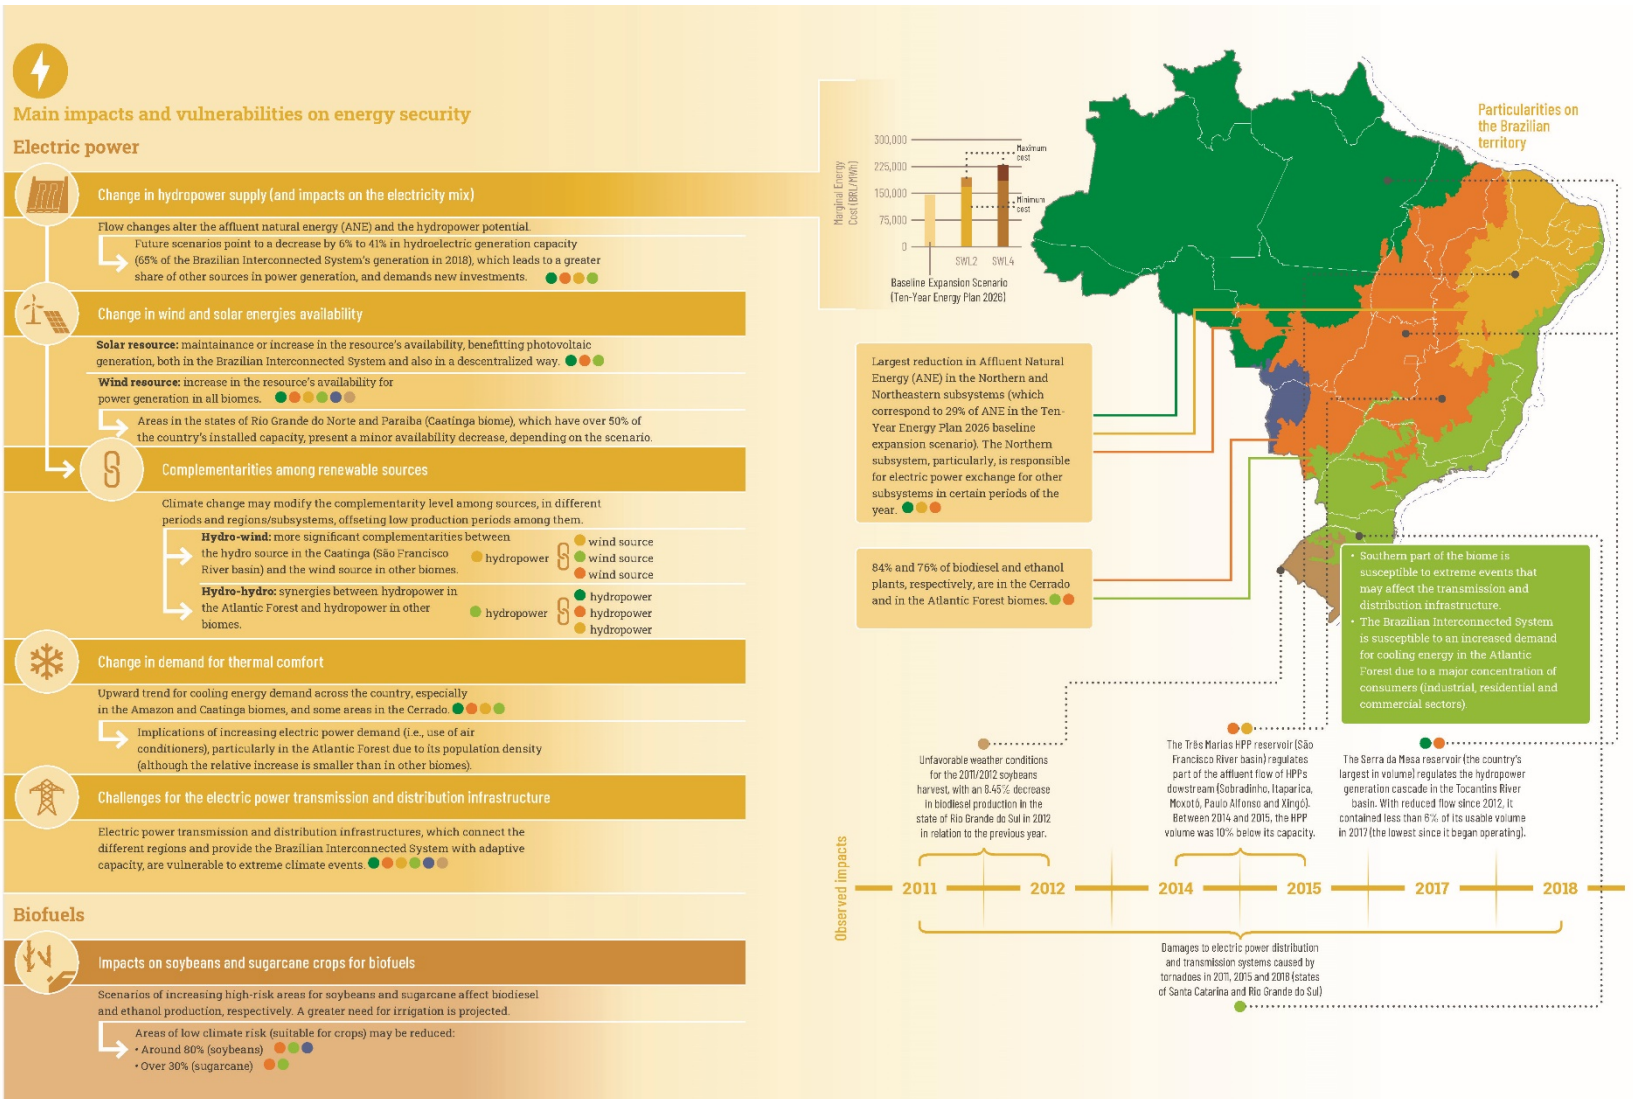 Main impacts and vulnerabilities on energy security
Electric power
Change in hydropower supply (and impacts on the electricity mix)
Flow changes alter the affluent natural energy (ANE) and the hydropower potential.
Future scenarios point to a decrease by 6% to 41% in hydroelectric generation capacity
(65% of the Brazilian Interconnected System's generation in 2018), which leads to a greater
share of other sources in power generation, and demands new investments.
Change in wind and solar energies availability
Solar resource: maintainance or increase in the resource's availability, benefitting photovoltaic
generation, both in the Brazilian Interconnected System and also in a descentralized way.
Wind resource: increase in the resource's availability for
power generation in all biomes.
Areas in the states of Rio Grande do Norte and Paraíba (Caatinga biome), which have over 50% of
the country's installed capacity, present a minor availability decrease, depending on the scenario.
Complementarities among renewable sources
Climate change may modify the complementarity level among sources, in different
periods and regions/subsystems, offseting low production periods among them.
Hydro-wind: more significant complementarities between
the hydro source in the Caatinga (São Francisco
River basin) and the wind source in other biomes.
hydropower
wind source
wind source
wind source
Hydro-hydro: synergies between hydropower in
the Atlantic Forest and hydropower in other
biomes.
hydropower
hydropower
hydropower
hydropower
Change in demand for thermal comfort
Upward trend for cooling energy demand across the country, especially
in the Amazon and Caatinga biomes, and some areas in the Cerrado.
Implications of increasing electric power demand (i.e., use of air
conditioners), particularly in the Atlantic Forest due to its population density
(although the relative increase is smaller than in other biomes).
Challenges for the electric power transmission and distribution infrastructure
Electric power transmission and distribution infrastructures, which connect the
different regions and provide the Brazilian Interconnected System with adaptive
capacity, are vulnerable to extreme climate events.
Biofuels
Impacts on soybeans and sugarcane crops for biofuels
Scenarios of increasing high-risk areas for soybeans and sugarcane affect biodiesel
and ethanol production, respectively. A greater need for irrigation is projected.
Areas of low climate risk (suitable for crops) may be reduced:
• Around 80% (soybeans)
• Over 30% (sugarcane)
Marginal Energy
Cost (BRL/MWh)
300,000
225,000
150,000
75,000
0
Maximum
cost
Minimum
cost
SWL2
SWL4
Baseline Expansion Scenario
(Ten-Year Energy Plan 2026)
Particularities on
the Brazilian
territory
Largest reduction in Affluent Natural
Energy (ANE) in the Northern and
Northeastern subsystems (which
correspond to 29% of ANE in the Ten-
Year Energy Plan 2026 baseline
expansion scenario). The Northern
subsystem, particularly, is responsible
for electric power exchange for other
subsystems in certain periods of the
year.
84% and 76% of biodiesel and ethanol
plants, respectively, are in the Cerrado
and in the Atlantic Forest biomes.
• Southern part of the biome is
susceptible to extreme events that
may affect the transmission and
distribution infrastructure.
• The Brazilian Interconnected System
is susceptible to an increased demand
for cooling energy in the Atlantic
Forest due to a major concentration of
consumers (industrial, residential and
commercial sectors).
Unfavorable weather conditions
for the 2011/2012 soybeans
harvest, with an 8.45% decrease
in biodiesel production in the
state of Rio Grande do Sul in 2012
in relation to the previous year.
The Três Marias HPP reservoir (São
Francisco River basin) regulates
part of the affluent flow of HPPs
dowstream (Sobradinho, Itaparica,
Moxotó, Paulo Alfonso and Xingó).
Between 2014 and 2015, the HPP
volume was 10% below its capacity.
The Serra da Mesa reservoir (the country's
largest in volume) regulates the hydropower
generation cascade in the Tocantins River
basin. With reduced flow since 2012, it
contained less than 6% of its usable volume
in 2017 (the lowest since it began operating).
Observed impacts
2011
2012
2014
2015
2017
2018
Damages to electric power distribution
and transmission systems caused by
tornadoes in 2011, 2015 and 2018 (states
of Santa Catarina and Rio Grande do Sul)